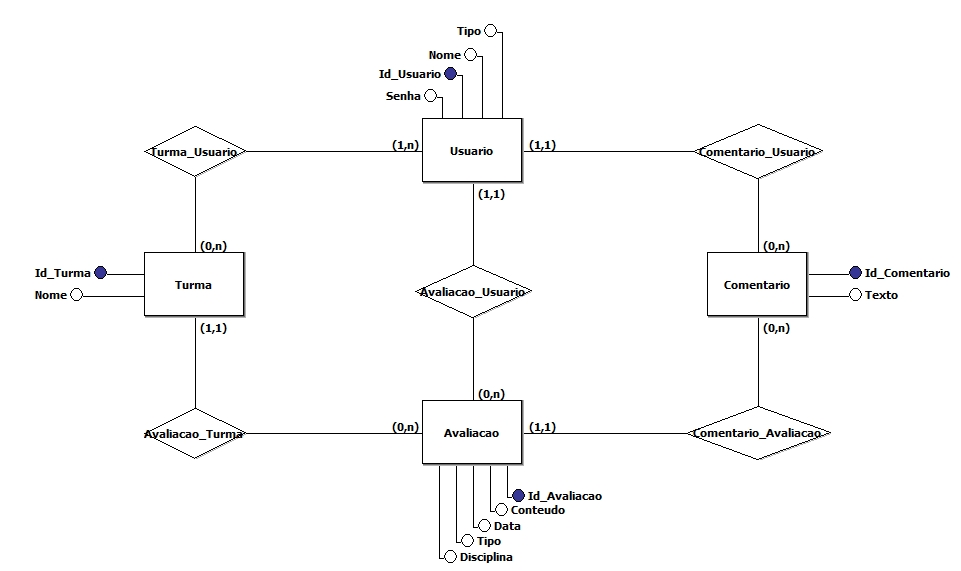 Tipo
Nome
Id_Usuario
Senha
Turma_Usuario
(1,n)
Usuario
(1,1)
Comentario_Usuario
(1,1)
(0,n)
(0,n)
Id_Turma
Nome
Turma
Avaliacao_Usuario
Comentario
Id_Comentario
Texto
(1,1)
(0,n)
(0,n)
Avaliacao_Turma
(0,n)
Avaliacao
(1,1)
Comentario_Avaliacao
Id_Avaliacao
Conteudo
Data
Tipo
Disciplina